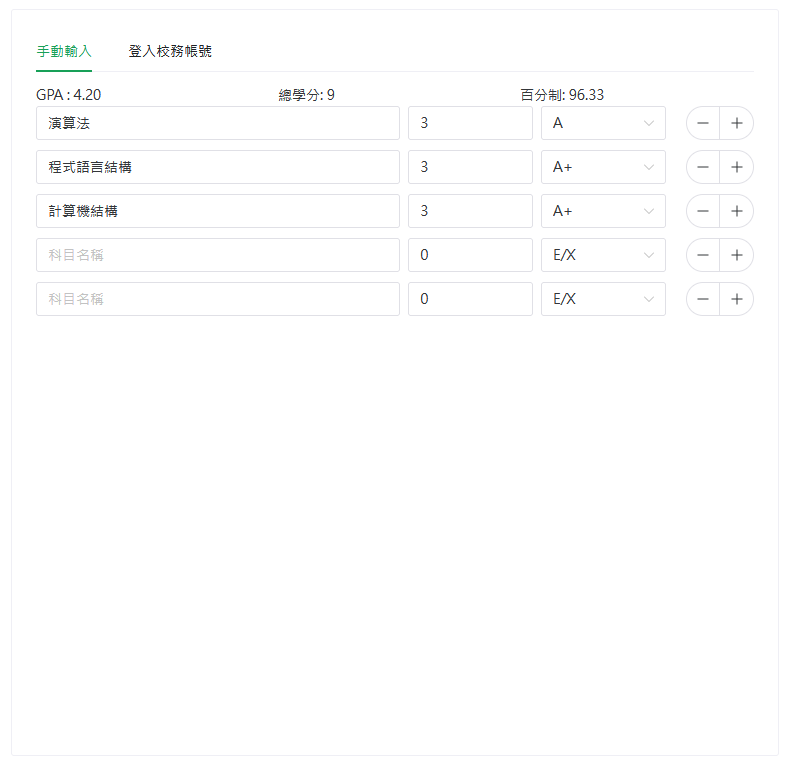 手動輸入 登入校務帳號
GPA : 4.20 總學分: 9 百分制: 96.33
演算法 3 A
程式語言結構 3 A+
計算機結構 3 A+
科目名稱 0 E/X
科目名稱 0 E/X